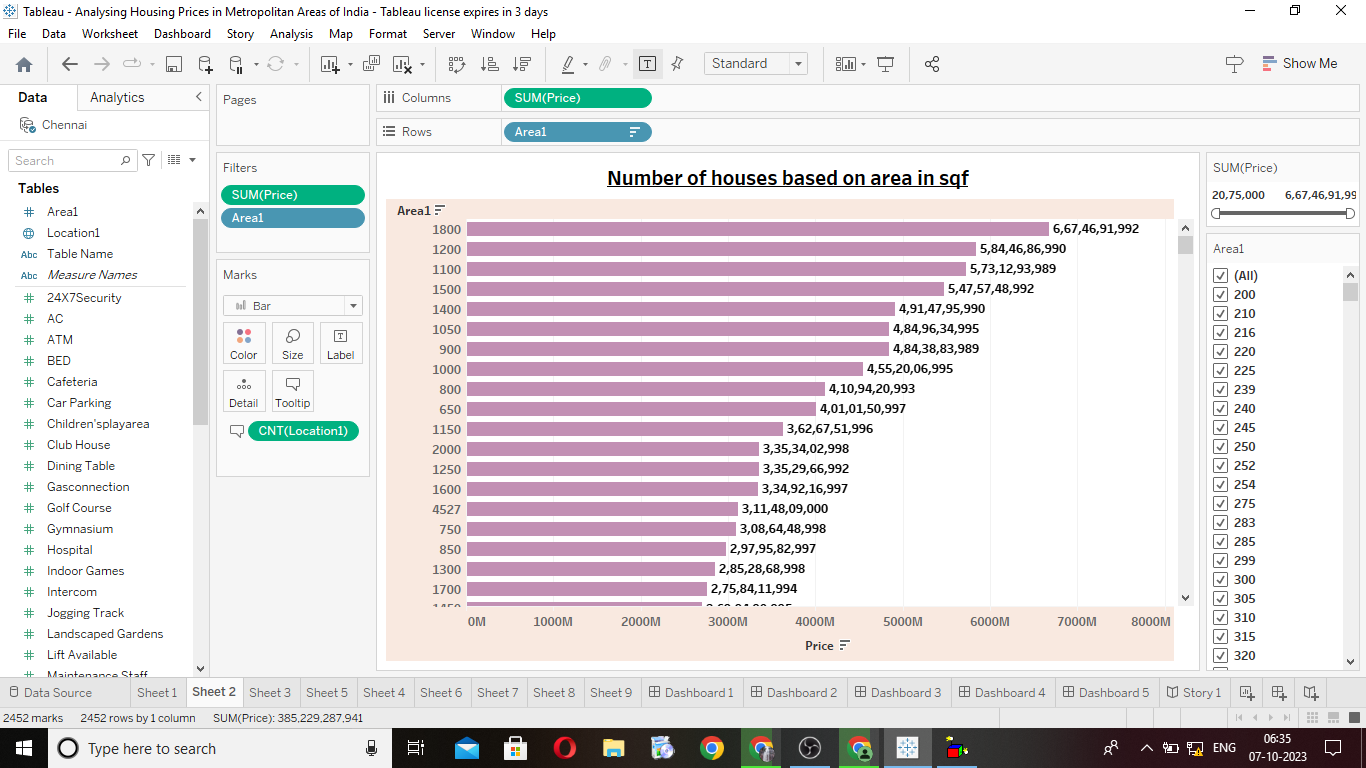 Tableau - Analysing Housing Prices in Metropolitan Areas of India - Tableau license expires in 3 days
File Data Worksheet Dashboard Story Analysis Map Format Server Window Help
Standard
Show Me
Data Analytics
Chennai
Search
Tables
# Area1
Location1
Abc Table Name
Abc Measure Names
# 24X7Security
# AC
# ATM
# BED
# Cafeteria
# Car Parking
# Children'splayarea
# Club House
# Dining Table
# Gasconnection
# Golf Course
# Gymnasium
# Hospital
# Indoor Games
# Intercom
# Jogging Track
# Landscaped Gardens
# Lift Available
# Maintenance Staff
Pages
Filters
SUM(Price)
Area1
Marks
Bar
Color Size Label
Detail Tooltip
CNT(Location1)
Columns SUM(Price)
Rows Area1
Number of houses based on area in sqf
Area1
1800 6,67,46,91,992
1200 5,84,46,86,990
1100 5,73,12,93,989
1500 5,47,57,48,992
1400 4,91,47,95,990
1050 4,84,96,34,995
900 4,84,38,83,989
1000 4,55,20,06,995
800 4,10,94,20,993
650 4,01,01,50,997
1150 3,62,67,51,996
2000 3,35,34,02,998
1250 3,35,29,66,992
1600 3,34,92,16,997
4527 3,11,48,09,000
750 3,08,64,48,998
850 2,97,95,82,997
1300 2,85,28,68,998
1700 2,75,84,11,994
0M 1000M 2000M 3000M 4000M 5000M 6000M 7000M 8000M
Price
SUM(Price)
20,75,000 6,67,46,91,99
Area1
(All)
200
210
216
220
225
239
240
245
250
252
254
275
283
285
299
300
305
310
315
320
Data Source Sheet 1 Sheet 2 Sheet 3 Sheet 5 Sheet 4 Sheet 6 Sheet 7 Sheet 8 Sheet 9 Dashboard 1 Dashboard 2 Dashboard 3 Dashboard 4 Dashboard 5 Story 1
2452 marks 2452 rows by 1 column SUM(Price): 385,229,287,941
Type here to search
ENG
06:35
07-10-2023